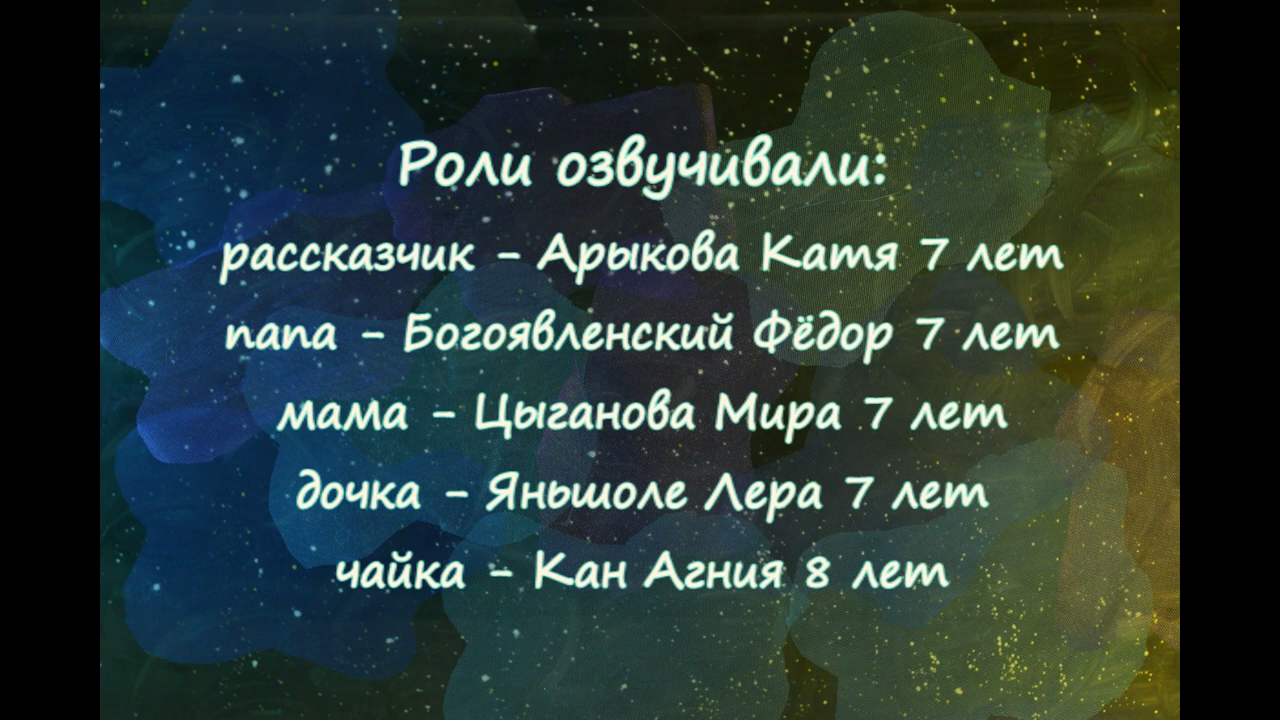 Роли озвучивали:
рассказчик - Арыкова Катя 7 лет
папа - Богоявленский Фёдор 7 лет
мама - Цыганова Мира 7 лет
дочка - Яньшоле Лера 7 лет
чайка - Кан Агния 8 лет